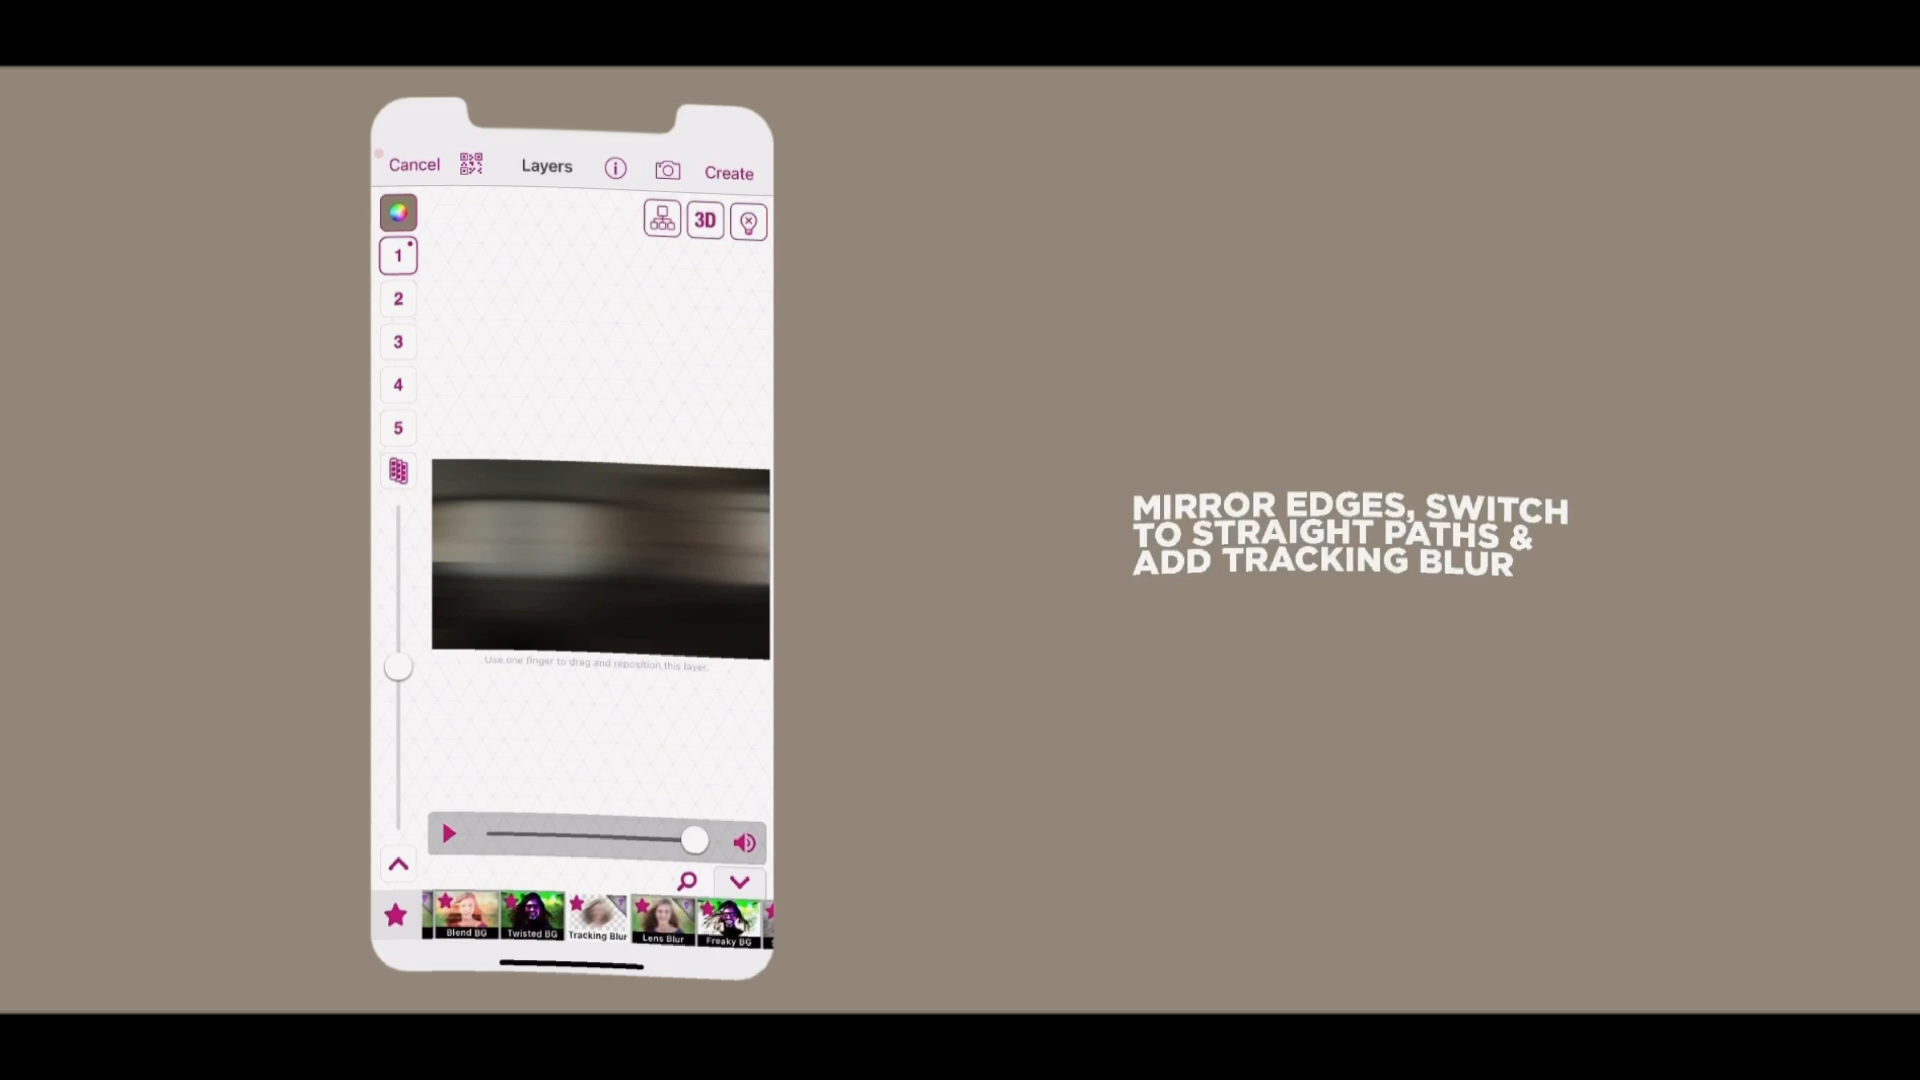 Cancel Layers Create
3D
1
2
3
4
5
Use one finger to drag and reposition this layer.
Blend BG Twisted BG Tracking Blur Lens Blur Freaky BG
MIRROR EDGES, SWITCH
TO STRAIGHT PATHS &
ADD TRACKING BLUR